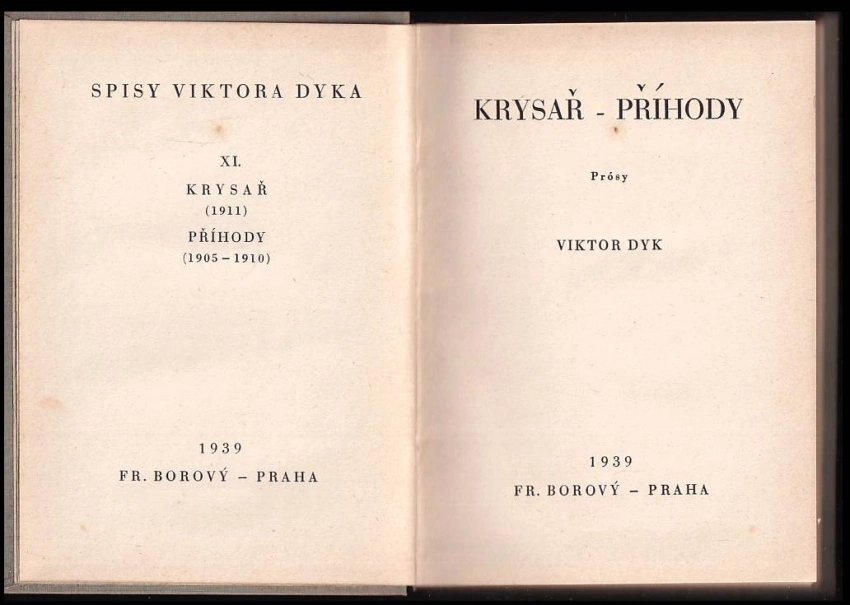 SPISY VIKTORA DYKA
XI.
KRYSAŘ
(1911)
PŘÍHODY
(1905–1910)
1939
FR. BOROVÝ – PRAHA
KRYSAŘ - PŘÍHODY
Prósy
VIKTOR DYK
1939
FR. BOROVÝ – PRAHA